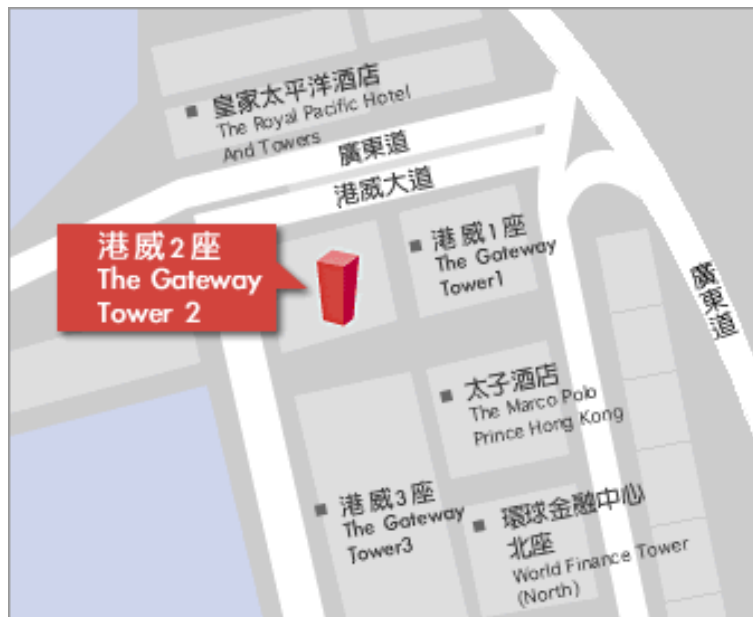 皇家太平洋酒店
The Royal Pacific Hotel
And Towers
廣東道
港威大道
港威2座
The Gateway
Tower 2
港威1座
The Gateway
Tower1
廣東道
太子酒店
The Marco Polo
Prince Hong Kong
港威3座
The Gateway
Tower3
環球金融中心
北座
World Finance Tower
(North)